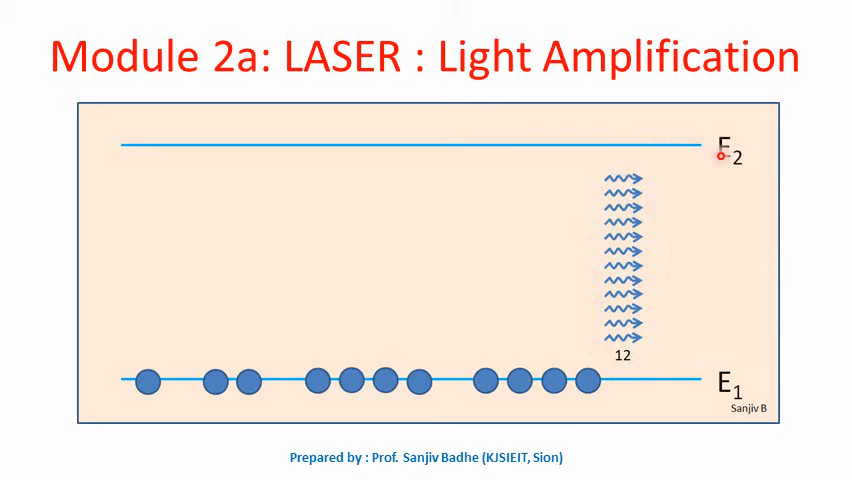 Module 2a: LASER : Light Amplification
E2
12
E1
Sanjiv B
Prepared by : Prof. Sanjiv Badhe (KJSIEIT, Sion)